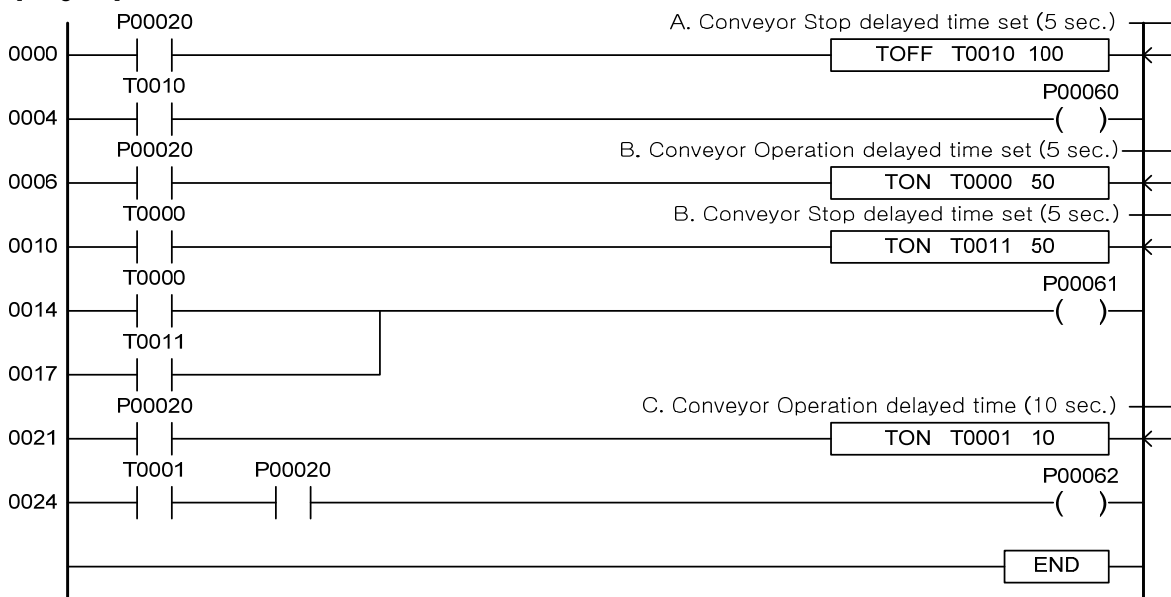 P00020
A. Conveyor Stop delayed time set (5 sec.)
0000 TOFF T0010 100
T0010 P00060
0004 ( )
P00020
B. Conveyor Operation delayed time set (5 sec.)
0006 TON T0000 50
T0000
B. Conveyor Stop delayed time set (5 sec.)
0010 TON T0011 50
T0000 P00061
0014 ( )
T0011
0017
P00020
C. Conveyor Operation delayed time (10 sec.)
0021 TON T0001 10
T0001 P00020 P00062
0024 ( )
END